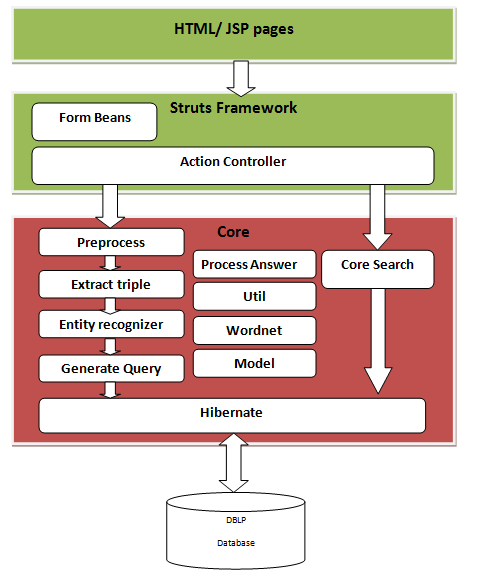 HTML/ JSP pages
Struts Framework
Form Beans
Action Controller
Core
Preprocess
Extract triple
Entity recognizer
Generate Query
Process Answer
Util
Wordnet
Model
Core Search
Hibernate
DBLP
Database